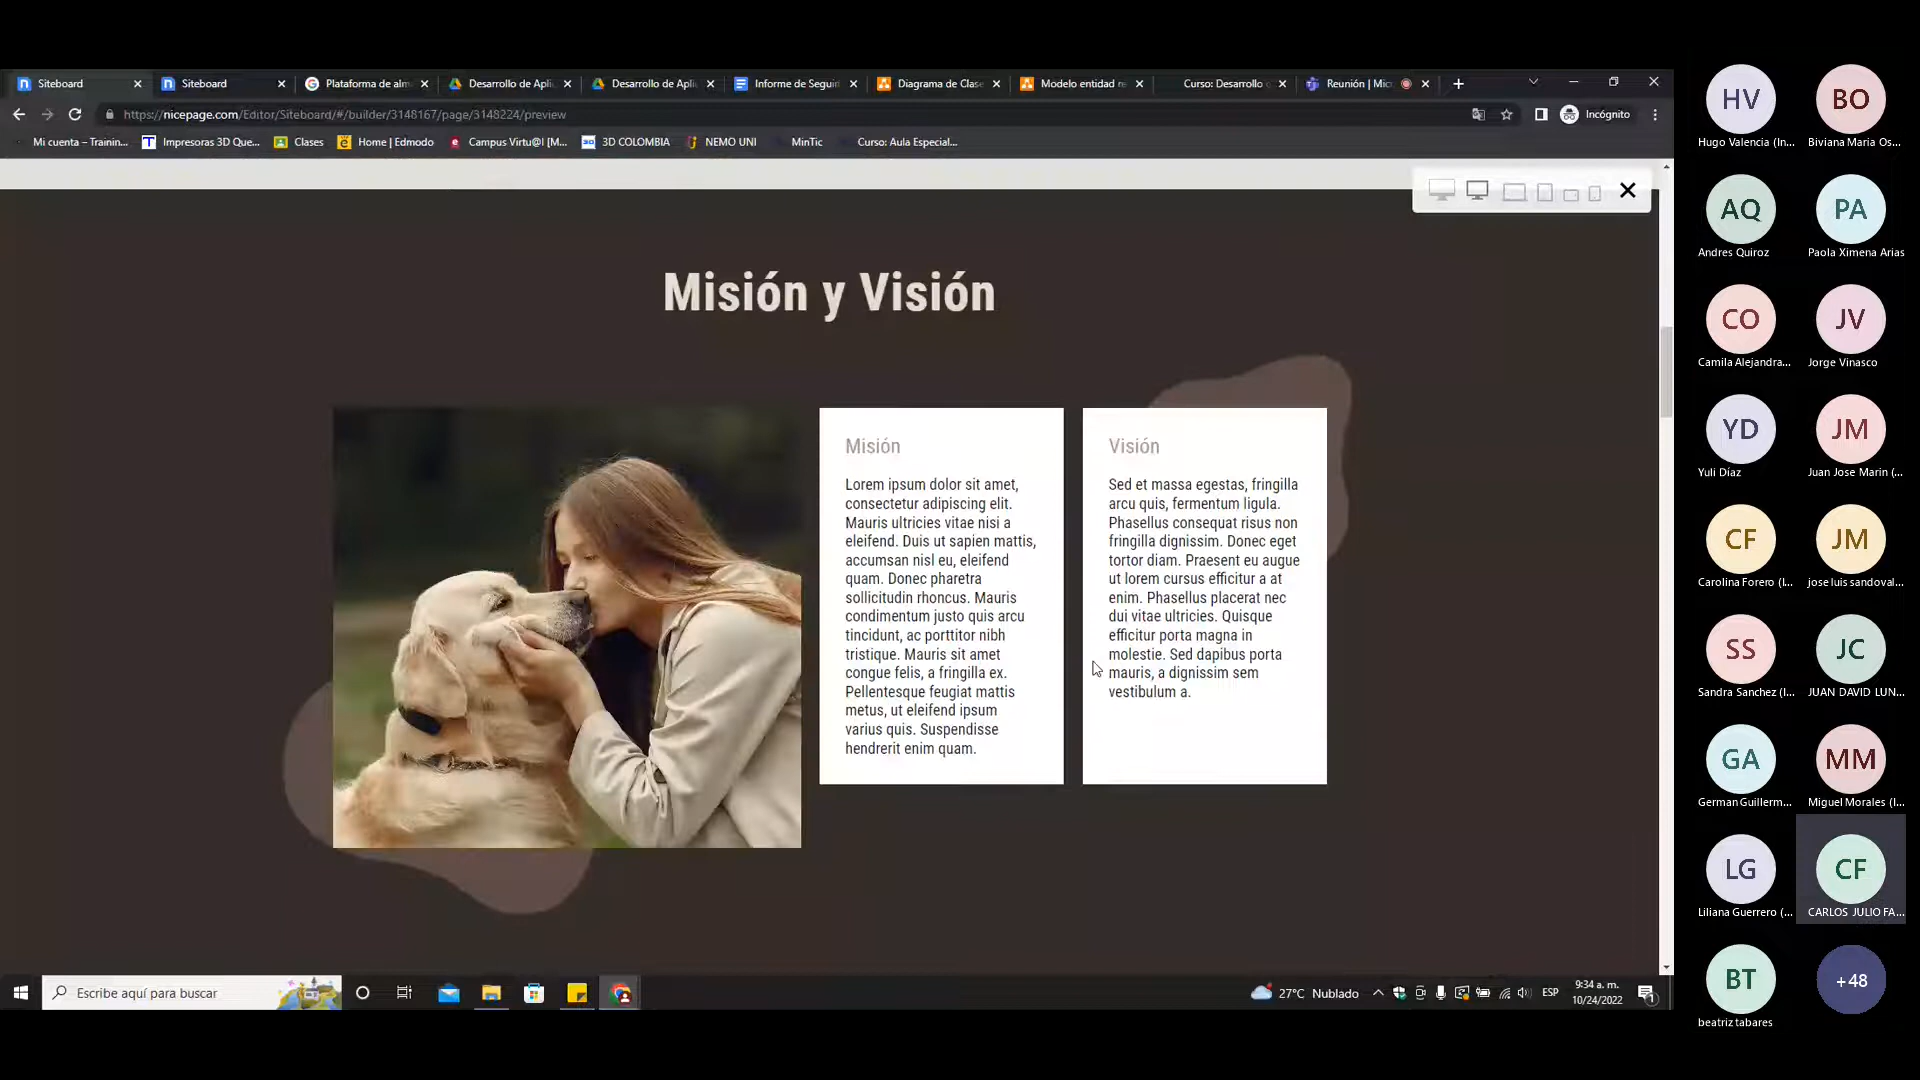 Siteboard
Siteboard
Plataforma de alm
Desarrollo de Apli
Desarrollo de Apli
Informe de Seguin
Diagrama de Clase
Modelo entidad re
Curso: Desarrollo
Reunión | Mic
https://nicepage.com/Editor/Siteboard/#/builder/3148167/page/3148224/preview
Incógnito
Mi cuenta – Trainin...
Impresoras 3D Que...
Clases
Home | Edmodo
Campus Virtu@l [M...
3D COLOMBIA
NEMO UNI
MinTic
Curso: Aula Especial...
Misión y Visión
Misión
Lorem ipsum dolor sit amet,
consectetur adipiscing elit.
Mauris ultricies vitae nisi a
eleifend. Duis ut sapien mattis,
accumsan nisl eu, eleifend
quam. Donec pharetra
sollicitudin rhoncus. Mauris
condimentum justo quis arcu
tincidunt, ac porttitor nibh
tristique. Mauris sit amet
congue felis, a fringilla ex.
Pellentesque feugiat mattis
metus, ut eleifend ipsum
varius quis. Suspendisse
hendrerit enim quam.
Visión
Sed et massa egestas, fringilla
arcu quis, fermentum ligula.
Phasellus consequat risus non
fringilla dignissim. Donec eget
tortor diam. Praesent eu augue
ut lorem cursus efficitur a at
enim. Phasellus placerat nec
dui vitae ultricies. Quisque
efficitur porta magna in
molestie. Sed dapibus porta
mauris, a dignissim sem
vestibulum a.
Escribe aquí para buscar
27°C Nublado
ESP
9:34 a. m.
10/24/2022
1
HV
Hugo Valencia (In...
BO
Biviana Maria Os...
AQ
Andres Quiroz
PA
Paola Ximena Arias
CO
Camila Alejandra...
JV
Jorge Vinasco
YD
Yuli Díaz
JM
Juan Jose Marin (...
CF
Carolina Forero (I...
JM
jose luis sandoval...
SS
Sandra Sanchez (I...
JC
JUAN DAVID LUN...
GA
German Guillerm...
MM
Miguel Morales (I...
LG
Liliana Guerrero (...
CF
CARLOS JULIO FA...
BT
beatriz tabares
+48